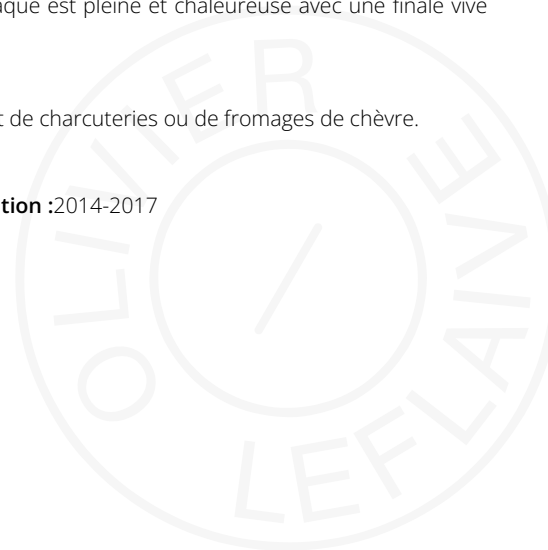 aque est pleine et chaleureuse avec une finale vive
t de charcuteries ou de fromages de chèvre.
tion :2014-2017
OLIVIER
LEFLAIVE